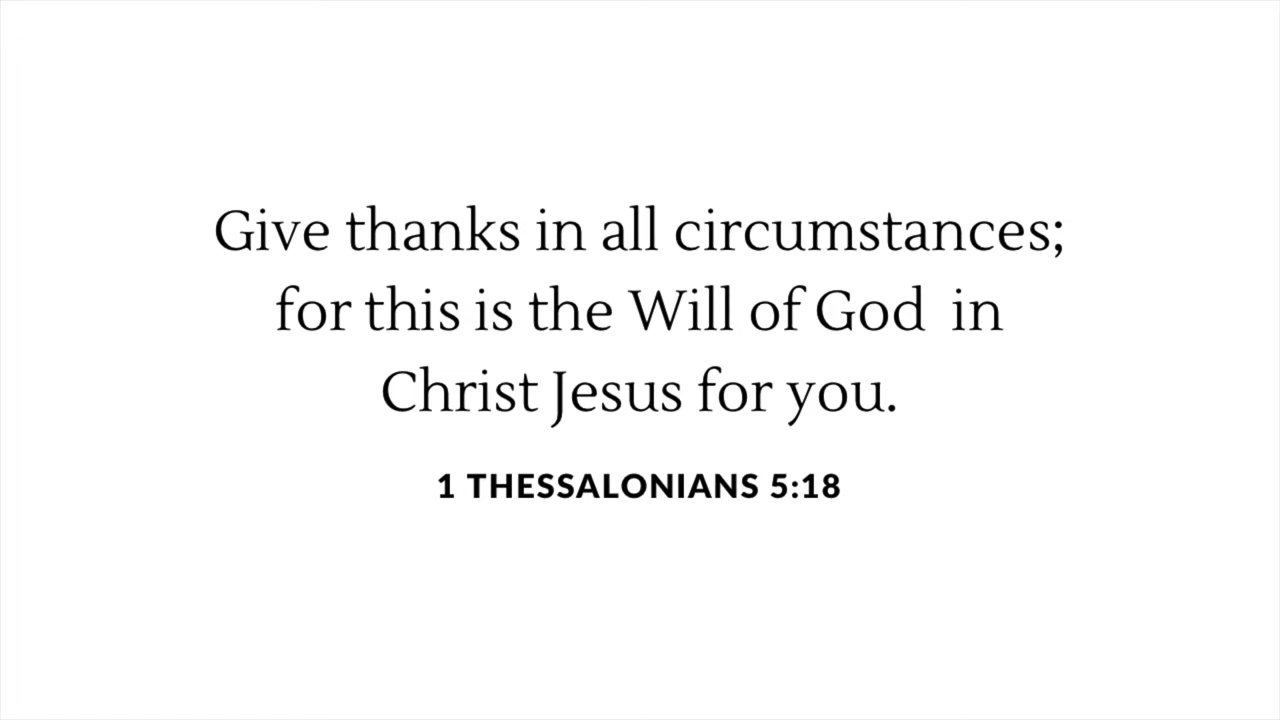 Give thanks in all circumstances;
for this is the Will of God  in
Christ Jesus for you.
1 THESSALONIANS 5:18